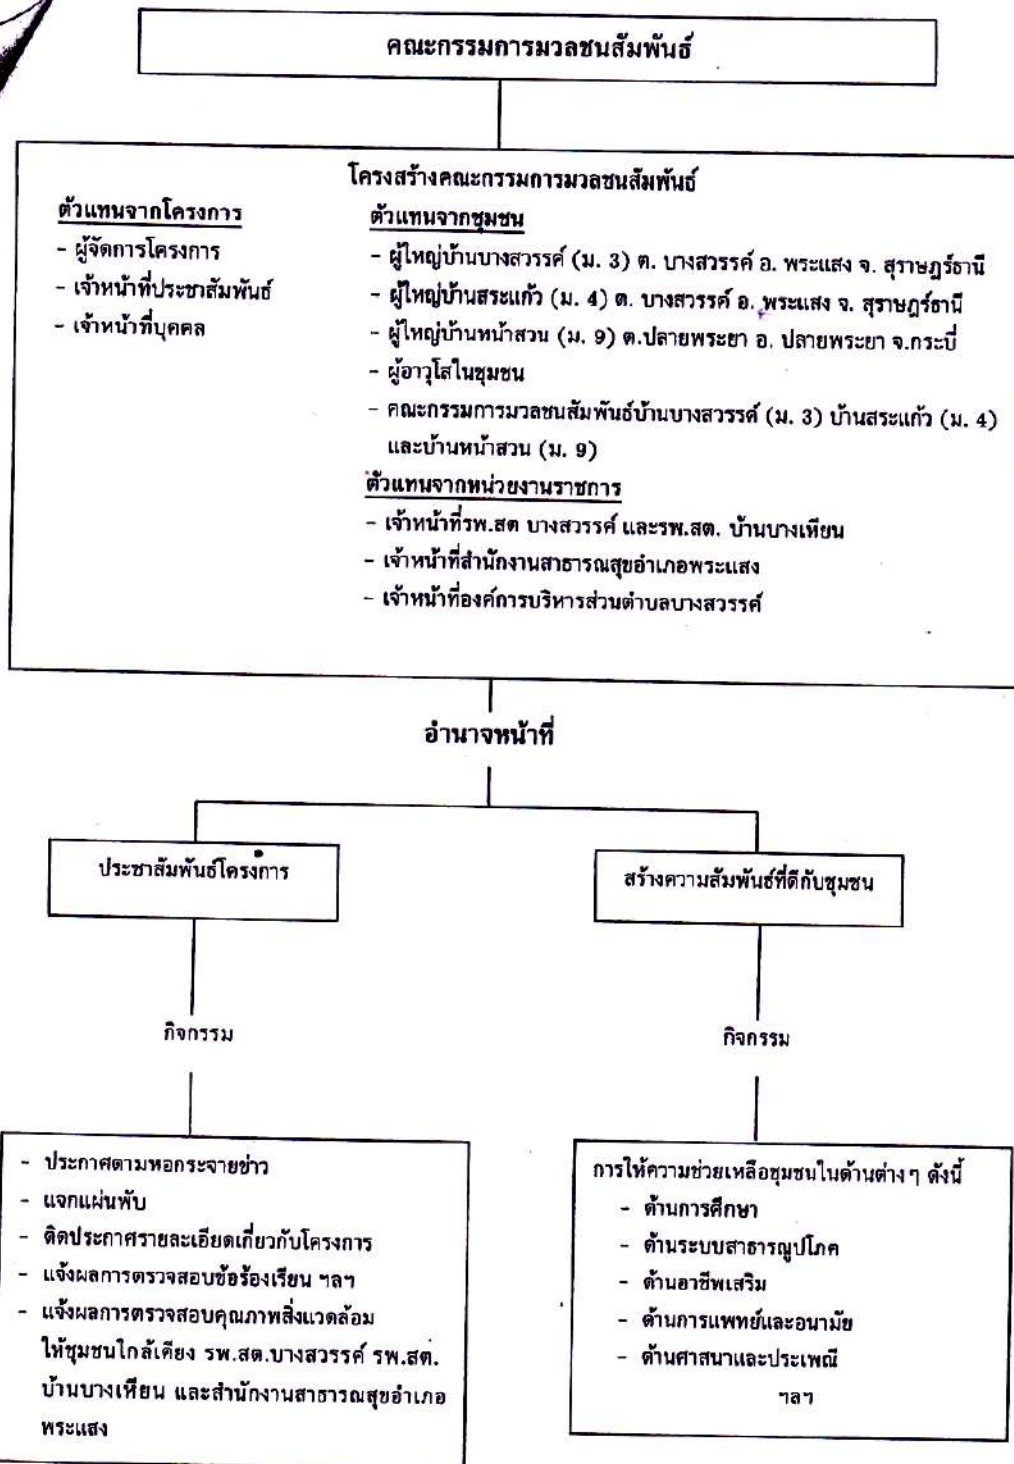 คณะกรรมการมวลชนสัมพันธ์
โครงสร้างคณะกรรมการมวลชนสัมพันธ์
ตัวแทนจากโครงการ
- ผู้จัดการโครงการ
- เจ้าหน้าที่ประชาสัมพันธ์
- เจ้าหน้าที่บุคคล
ตัวแทนจากชุมชน
- ผู้ใหญ่บ้านบางสวรรค์ (ม. 3) ต. บางสวรรค์ อ. พระแสง จ. สุราษฎร์ธานี
- ผู้ใหญ่บ้านสระแก้ว (ม. 4) ต. บางสวรรค์ อ. พระแสง จ. สุราษฎร์ธานี
- ผู้ใหญ่บ้านหน้าสวน (ม. 9) ต.ปลายพระยา อ. ปลายพระยา จ.กระบี่
- ผู้อาวุโสในชุมชน
- คณะกรรมการมวลชนสัมพันธ์บ้านบางสวรรค์ (ม. 3) บ้านสระแก้ว (ม. 4)
และบ้านหน้าสวน (ม. 9)
ตัวแทนจากหน่วยงานราชการ
- เจ้าหน้าที่รพ.สต บางสวรรค์ และรพ.สต. บ้านบางเหียน
- เจ้าหน้าที่สำนักงานสาธารณสุขอำเภอพระแสง
- เจ้าหน้าที่องค์การบริหารส่วนตำบลบางสวรรค์
อำนาจหน้าที่
ประชาสัมพันธ์โครงการ
สร้างความสัมพันธ์ที่ดีกับชุมชน
กิจกรรม
กิจกรรม
- ประกาศตามหอกระจายข่าว
- แจกแผ่นพับ
- ติดประกาศรายละเอียดเกี่ยวกับโครงการ
- แจ้งผลการตรวจสอบข้อร้องเรียน ฯลฯ
- แจ้งผลการตรวจสอบคุณภาพสิ่งแวดล้อม
ให้ชุมชนใกล้เคียง รพ.สต.บางสวรรค์ รพ.สต.
บ้านบางเหียน และสำนักงานสาธารณสุขอำเภอ
พระแสง
การให้ความช่วยเหลือชุมชนในด้านต่างๆ ดังนี้
- ด้านการศึกษา
- ด้านระบบสาธารณูปโภค
- ด้านอาชีพเสริม
- ด้านการแพทย์และอนามัย
- ด้านศาสนาและประเพณี
ฯลฯ